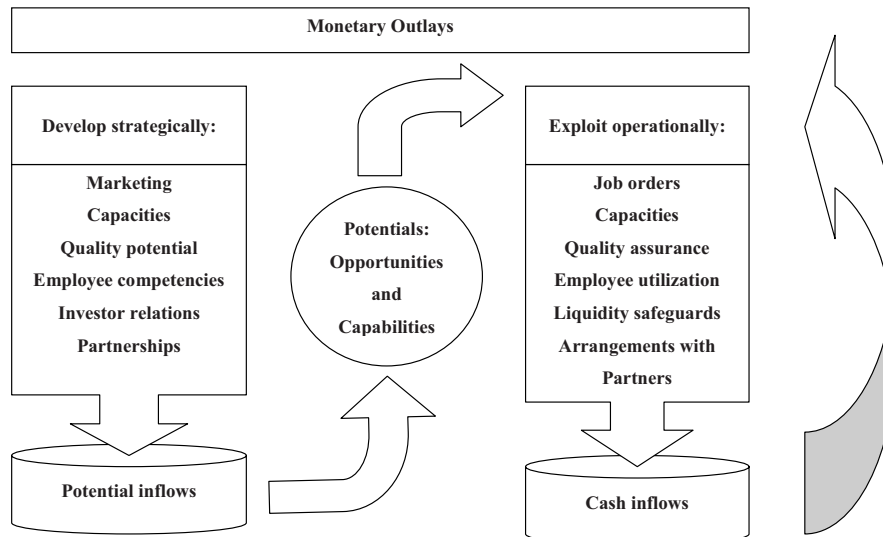 Monetary Outlays
Develop strategically:
Marketing
Capacities
Quality potential
Employee competencies
Investor relations
Partnerships
Potential inflows
Potentials:
Opportunities
and
Capabilities
Exploit operationally:
Job orders
Capacities
Quality assurance
Employee utilization
Liquidity safeguards
Arrangements with
Partners
Cash inflows